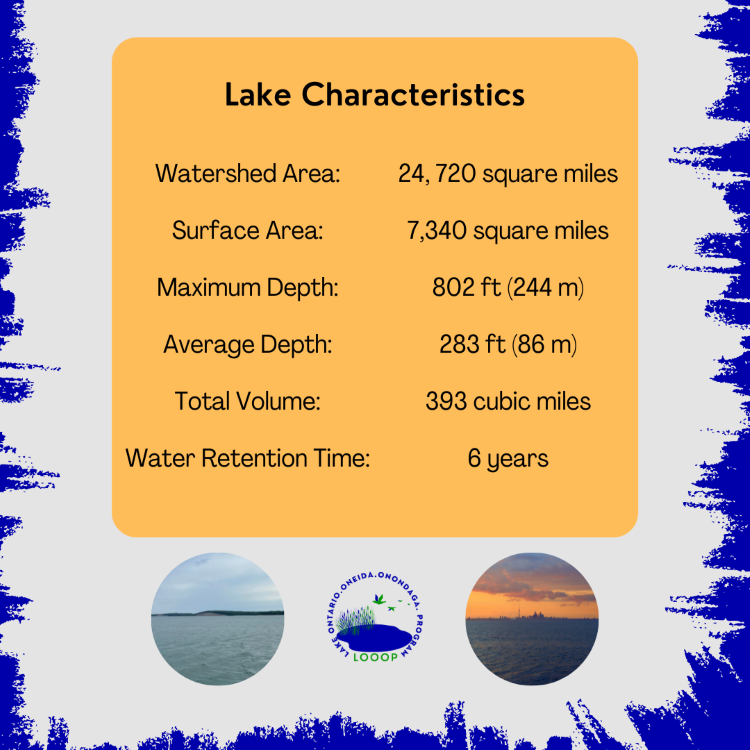 Lake Characteristics
Watershed Area: 24, 720 square miles
Surface Area: 7,340 square miles
Maximum Depth: 802 ft (244 m)
Average Depth: 283 ft (86 m)
Total Volume: 393 cubic miles
Water Retention Time: 6 years
LAKE ONTARIO.ONEIDA.ONONDAGA. PROGRAM
LOOOP